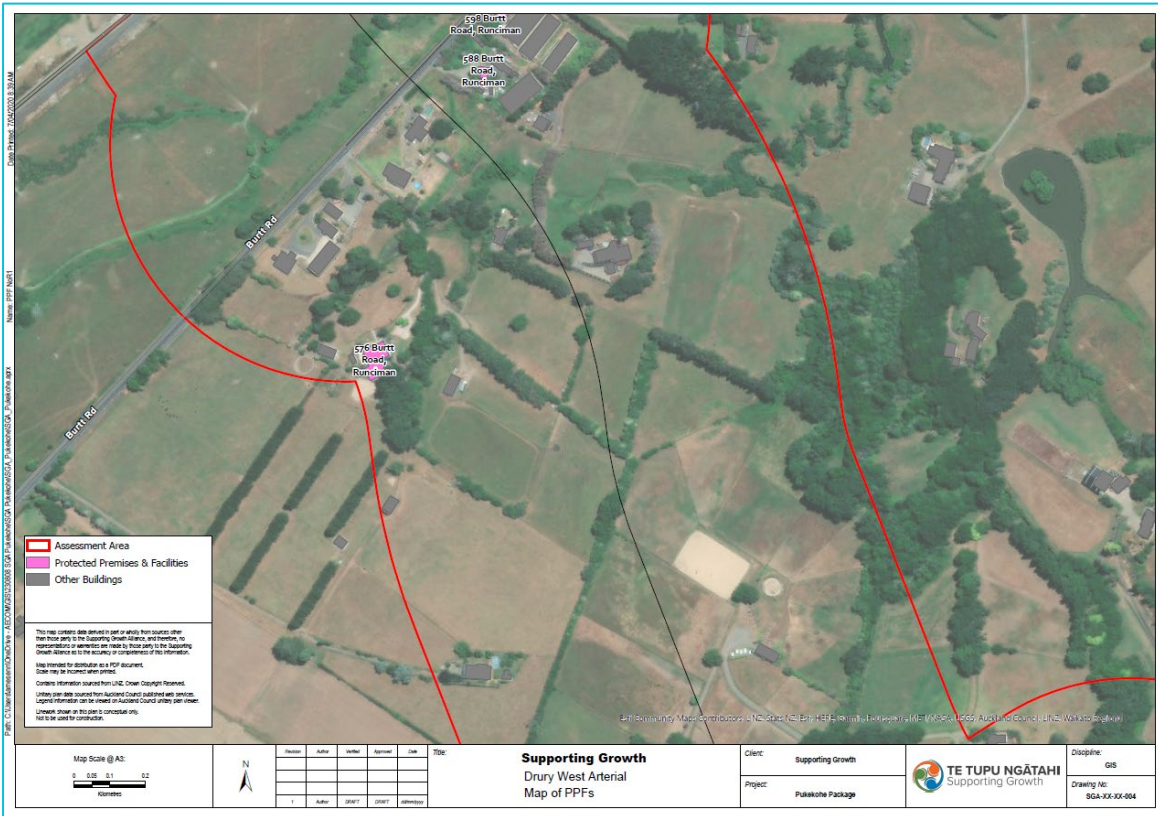 598 Burtt
Road, Runciman
588 Burtt
Road,
Runciman
Burtt Rd
576 Burtt
Road,
Runciman
Burtt Rd
Name: PPF NoR1
Assessment Area
Protected Premises & Facilities
Other Buildings
This map contains data derived in part or wholly from sources other
than those party to the Supporting Growth Alliance, and therefore, no
representations or warranties are made by those party to the Supporting
Growth Alliance as to the accuracy or completeness of this information.
Map intended for distribution as a PDF document.
Scale may be incorrect when printed.
Contains information sourced from LINZ. Crown Copyright Reserved.
Unitary plan data sourced from Auckland Council published web services.
Legend information can be viewed on Auckland Council unitary plan viewer.
Linework shown on this plan is conceptual only.
Not to be used for construction.
Map Scale @ A3:
0 0.05 0.1 0.2
Kilometres
N
Revision Author Verified Approved Date
1 Author DRAFT DRAFT
Title:
Supporting Growth
Drury West Arterial
Map of PPFs
Client:
Supporting Growth
Project:
Pukekohe Package
TE TUPU NGĀTAHI
Supporting Growth
Discipline:
GIS
Drawing No:
SGA-XX-XX-004